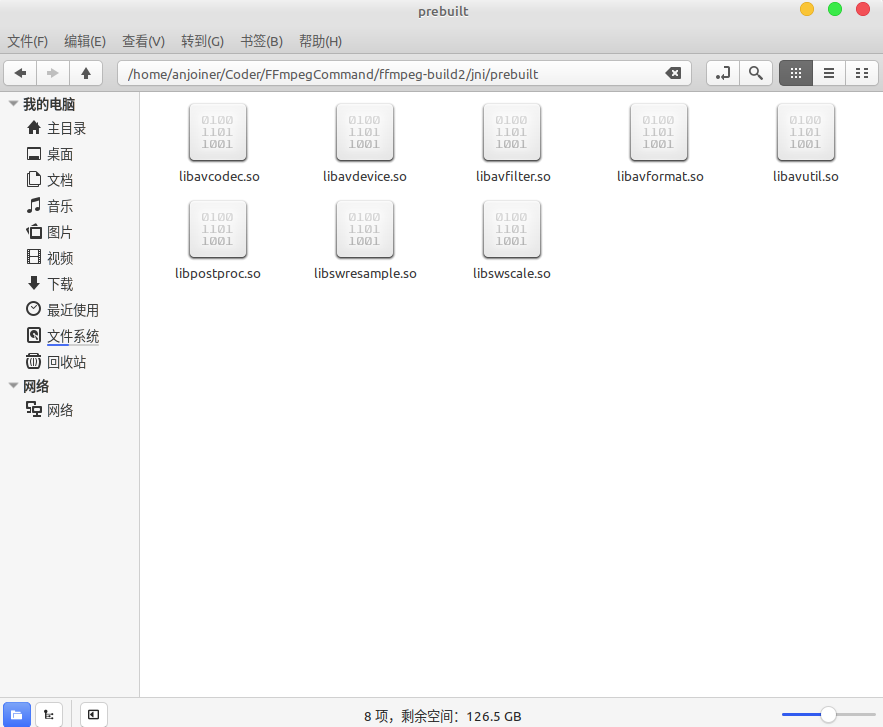 prebuilt
文件(F) 编辑(E) 查看(V) 转到(G) 书签(B) 帮助(H)
/home/anjoiner/Coder/FFmpegCommand/ffmpeg-build2/jni/prebuilt
我的电脑
主目录
桌面
文档
音乐
图片
视频
下载
最近使用
文件系统
回收站
网络
网络
0100 0100 0100 0100 0100
1101 1101 1101 1101 1101
1001 1001 1001 1001 1001
libavcodec.so libavdevice.so libavfilter.so libavformat.so libavutil.so
0100 0100 0100
1101 1101 1101
1001 1001 1001
libpostproc.so libswresample.so libswscale.so
8 项，剩余空间：126.5 GB